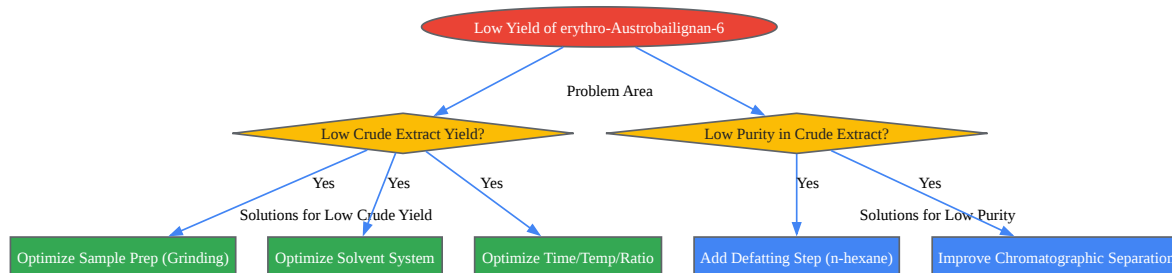 Low Yield of erythro-Austrobailignan-6
Problem Area
Low Crude Extract Yield?
Low Purity in Crude Extract?
Yes
Yes
Yes
Yes
Yes
Solutions for Low Crude Yield
Solutions for Low Purity
Optimize Sample Prep (Grinding)
Optimize Solvent System
Optimize Time/Temp/Ratio
Add Defatting Step (n-hexane)
Improve Chromatographic Separation